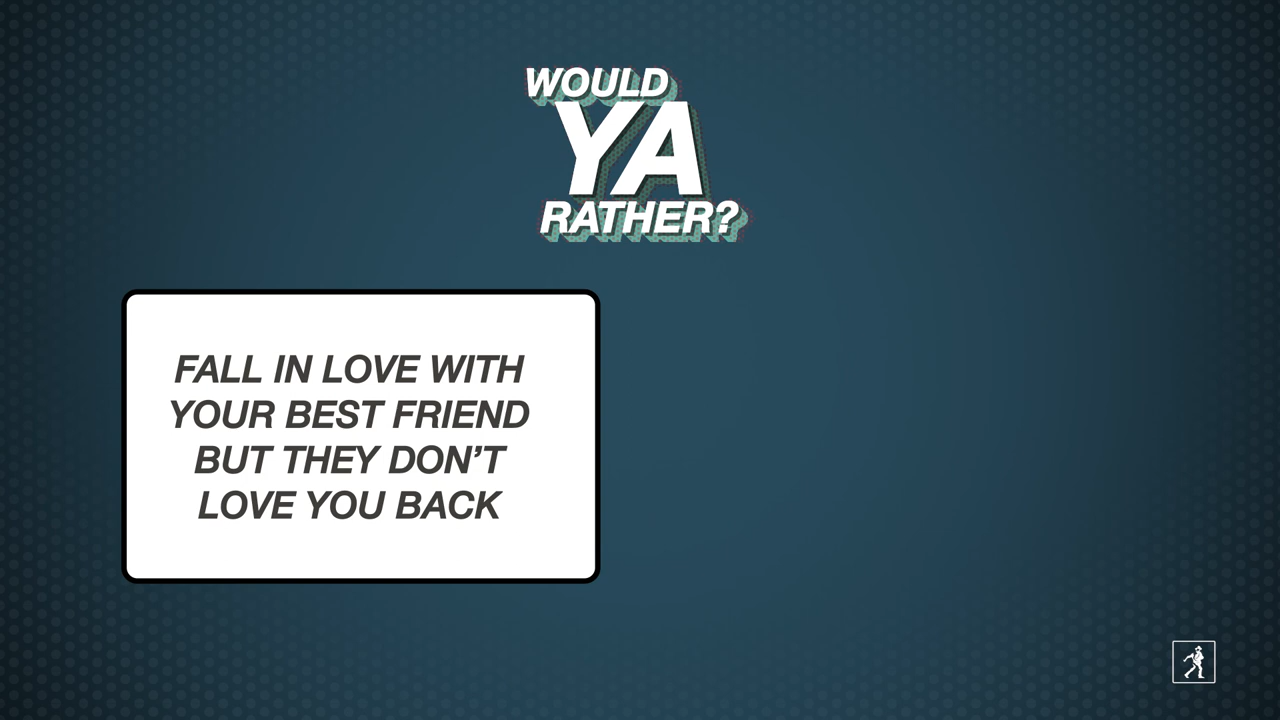 WOULD
YA
RATHER?
FALL IN LOVE WITH
YOUR BEST FRIEND
BUT THEY DON'T
LOVE YOU BACK